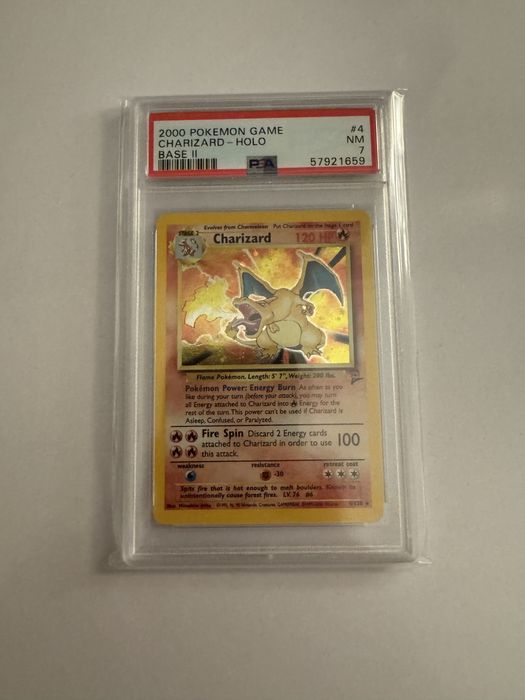 2000 POKEMON GAME #4
CHARIZARD - HOLO NM
BASE II 7
PSA 57921659
Evolves from Charmeleon Put Charizard on the Stage 1 card
STAGE 2
Charizard 120 HP
Flame Pokémon. Length: 5' 7", Weight: 200 lbs.
Pokémon Power: Energy Burn As often as you
like during your turn (before your attack), you may turn
all Energy attached to Charizard into Energy for the
rest of the turn. This power can't be used if Charizard is
Asleep, Confused, or Paralyzed.
Fire Spin Discard 2 Energy cards
attached to Charizard in order to use
this attack.
100
weakness resistance retreat cost
-30
Spits fire that is hot enough to melt boulders. Known to
unintentionally cause forest fires. LV. 76 #6
4/130